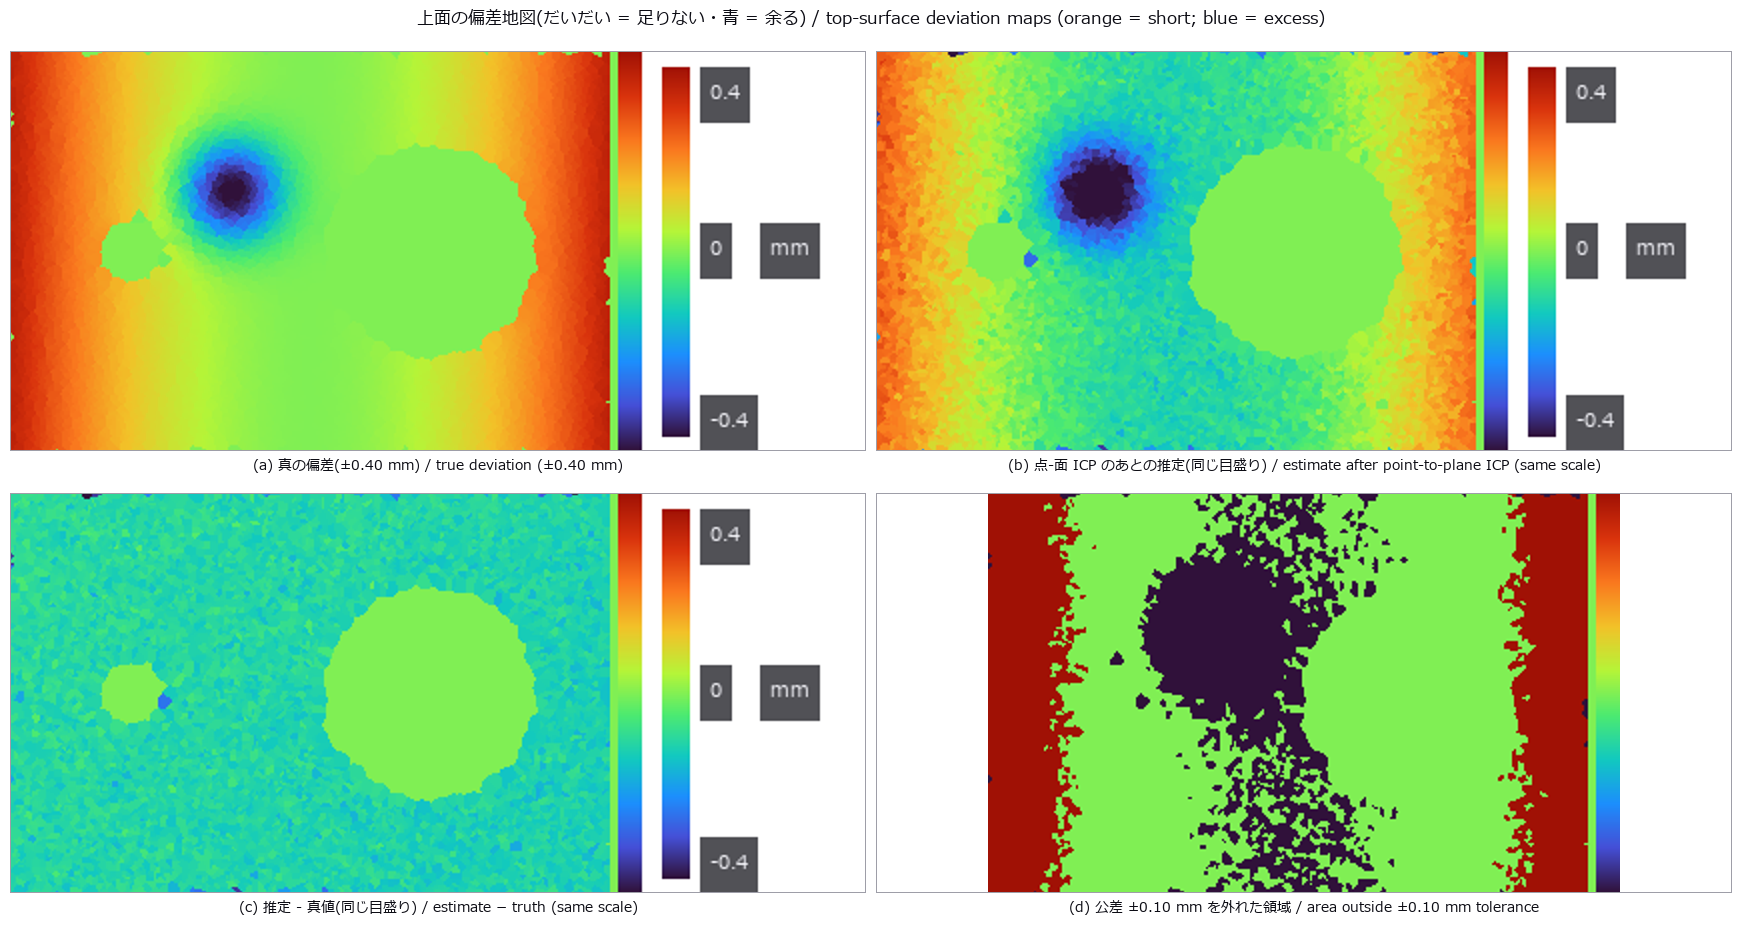 上面の偏差地図(だいだい = 足りない・青 = 余る) / top-surface deviation maps (orange = short; blue = excess)
0.4
0 mm
-0.4
0.4
0 mm
-0.4
(a) 真の偏差(±0.40 mm) / true deviation (±0.40 mm)
(b) 点-面 ICP のあとの推定(同じ目盛り) / estimate after point-to-plane ICP (same scale)
0.4
0 mm
-0.4
(c) 推定 - 真値(同じ目盛り) / estimate − truth (same scale)
(d) 公差 ±0.10 mm を外れた領域 / area outside ±0.10 mm tolerance